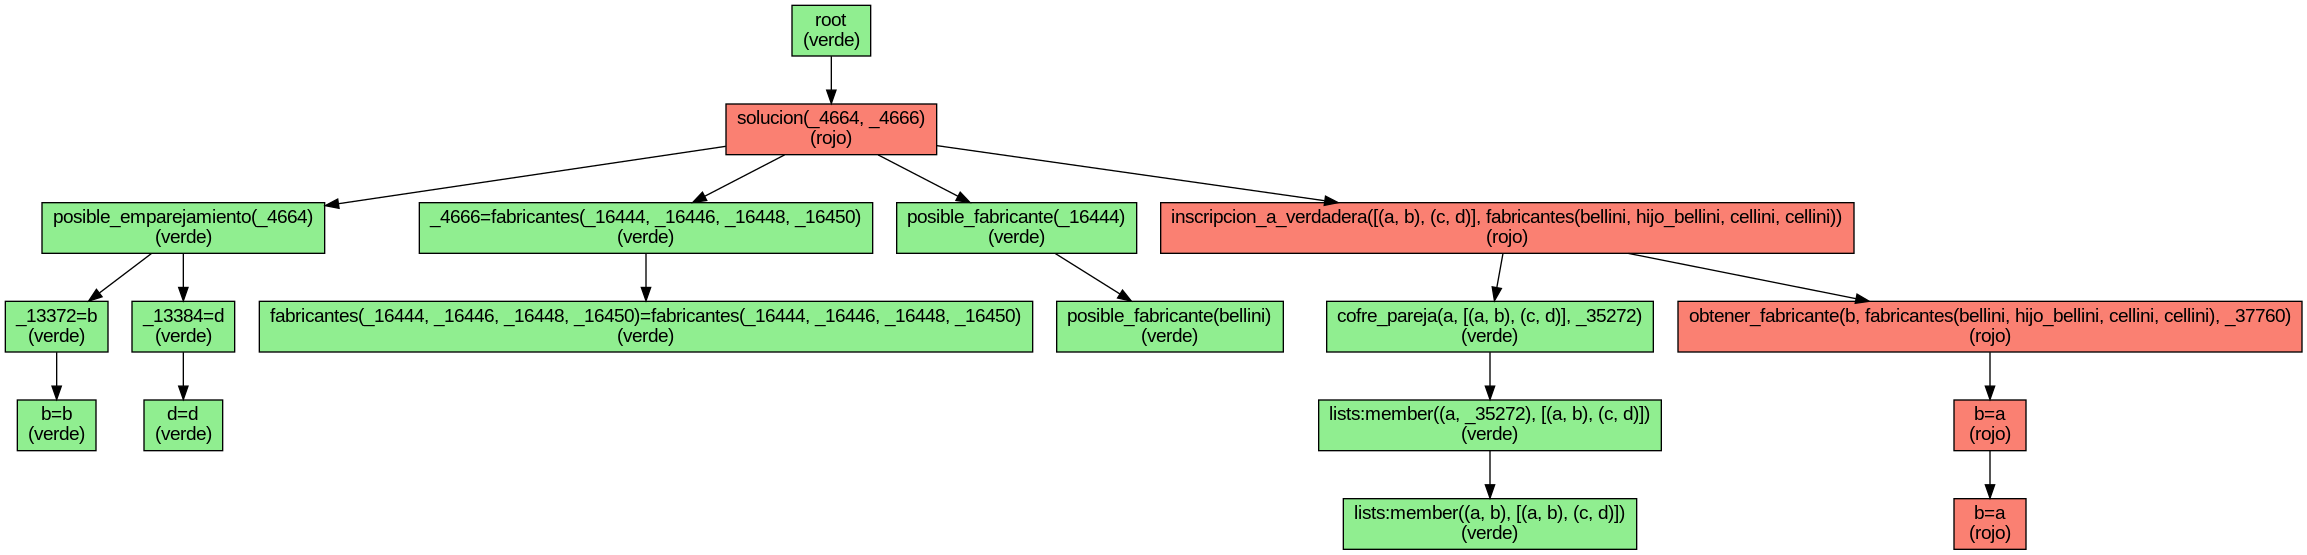 root
(verde)
solucion(_4664, _4666)
(rojo)
posible_emparejamiento(_4664)
(verde)
_4666=fabricantes(_16444, _16446, _16448, _16450)
(verde)
posible_fabricante(_16444)
(verde)
inscripcion_a_verdadera([(a, b), (c, d)], fabricantes(bellini, hijo_bellini, cellini, cellini))
(rojo)
_13372=b
(verde)
_13384=d
(verde)
fabricantes(_16444, _16446, _16448, _16450)=fabricantes(_16444, _16446, _16448, _16450)
(verde)
posible_fabricante(bellini)
(verde)
cofre_pareja(a, [(a, b), (c, d)], _35272)
(verde)
obtener_fabricante(b, fabricantes(bellini, hijo_bellini, cellini, cellini), _37760)
(rojo)
b=b
(verde)
d=d
(verde)
lists:member((a, _35272), [(a, b), (c, d)])
(verde)
b=a
(rojo)
lists:member((a, b), [(a, b), (c, d)])
(verde)
b=a
(rojo)